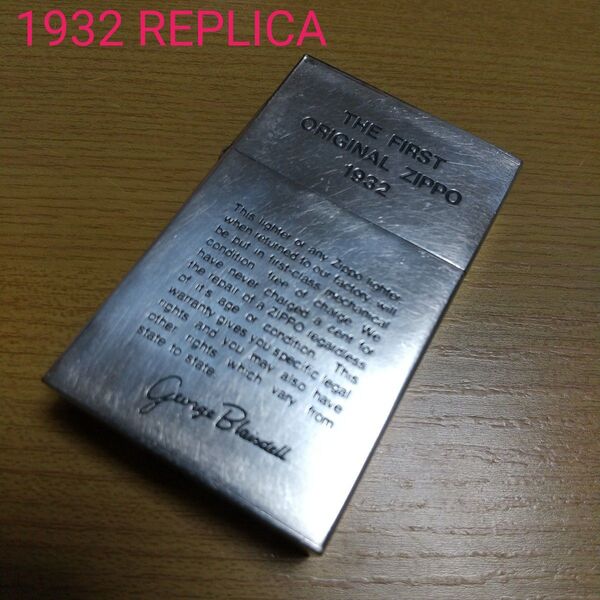 1932 REPLICA
THE FIRST
ORIGINAL ZIPPO
1932
This lighter or any Zippo lighter,
when returned to our factory, will
be put in first-class mechanical
condition free of charge. We
have never charged a cent for
the repair of a ZIPPO regardless
of it's age or condition. This
warranty gives you specific legal
rights and you may also have
other rights which vary from
state to state.
George Blaisdell